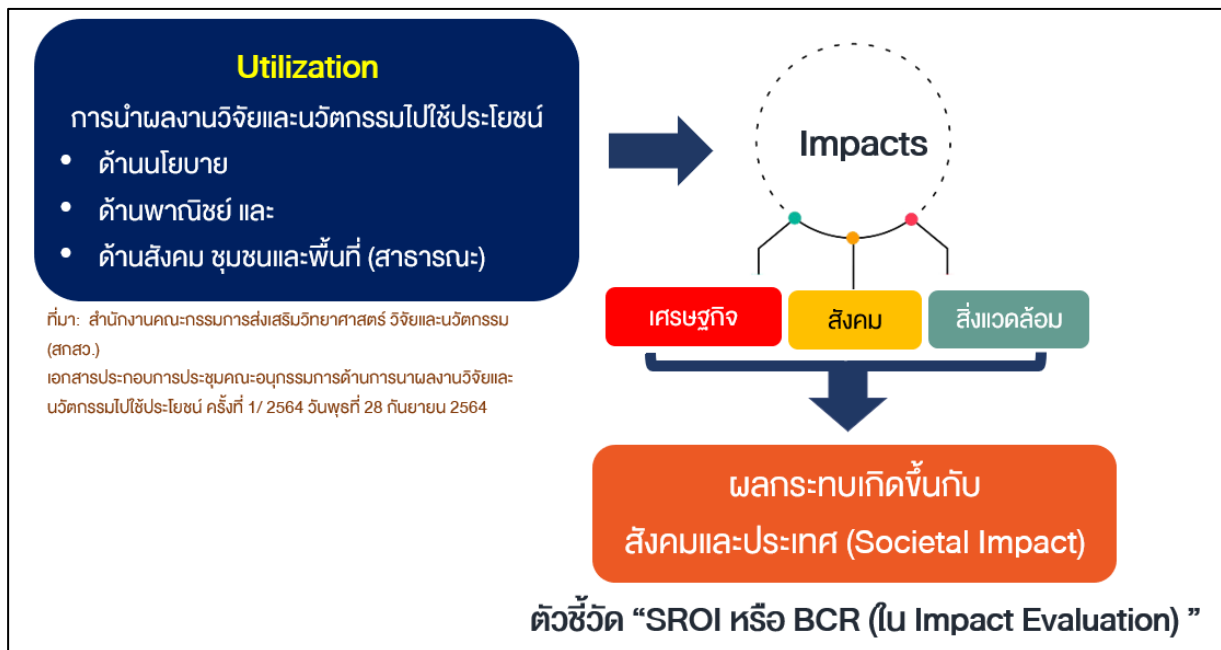 Utilization
การนำผลงานวิจัยและนวัตกรรมไปใช้ประโยชน์
• ด้านนโยบาย
• ด้านพาณิชย์ และ
• ด้านสังคม ชุมชนและพื้นที่ (สาธารณะ)
ที่มา: สำนักงานคณะกรรมการส่งเสริมวิทยาศาสตร์ วิจัยและนวัตกรรม
(สกสว.)
เอกสารประกอบการประชุมคณะอนุกรรมการด้านการนาผลงานวิจัยและ
นวัตกรรมไปใช้ประโยชน์ ครั้งที่ 1/ 2564 วันพุธที่ 28 กันยายน 2564
Impacts
เศรษฐกิจ
สังคม
สิ่งแวดล้อม
ผลกระทบเกิดขึ้นกับ
สังคมและประเทศ (Societal Impact)
ตัวชี้วัด “SROI หรือ BCR (ใน Impact Evaluation) ”